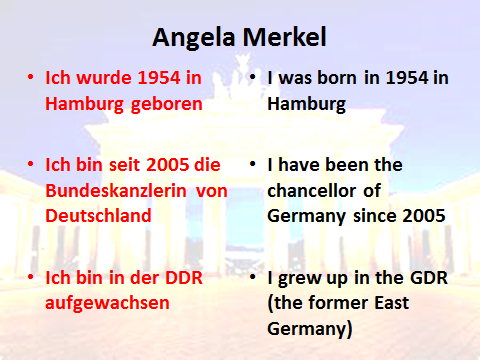 Angela Merkel
• Ich wurde 1954 in
Hamburg geboren
• Ich bin seit 2005 die
Bundeskanzlerin von
Deutschland
• Ich bin in der DDR
aufgewachsen
• I was born in 1954 in
Hamburg
• I have been the
chancellor of
Germany since 2005
• I grew up in the GDR
(the former East
Germany)